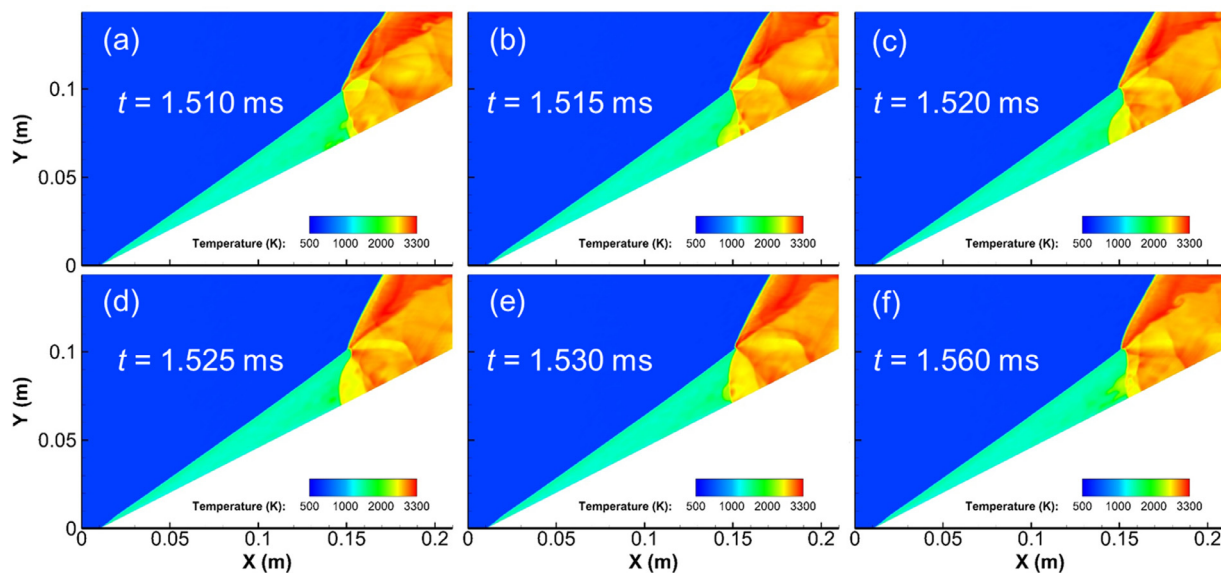 (a)
t = 1.510 ms
Y (m)
0.1
0.05
0
Temperature (K): 500 1000 2000 3300
(b)
t = 1.515 ms
Temperature (K): 500 1000 2000 3300
(c)
t = 1.520 ms
Temperature (K): 500 1000 2000 3300
(d)
t = 1.525 ms
Y (m)
0.1
0.05
0
Temperature (K): 500 1000 2000 3300
0 0.05 0.1 0.15 0.2
X (m)
(e)
t = 1.530 ms
Temperature (K): 500 1000 2000 3300
0 0.05 0.1 0.15 0.2
X (m)
(f)
t = 1.560 ms
Temperature (K): 500 1000 2000 3300
0 0.05 0.1 0.15 0.2
X (m)